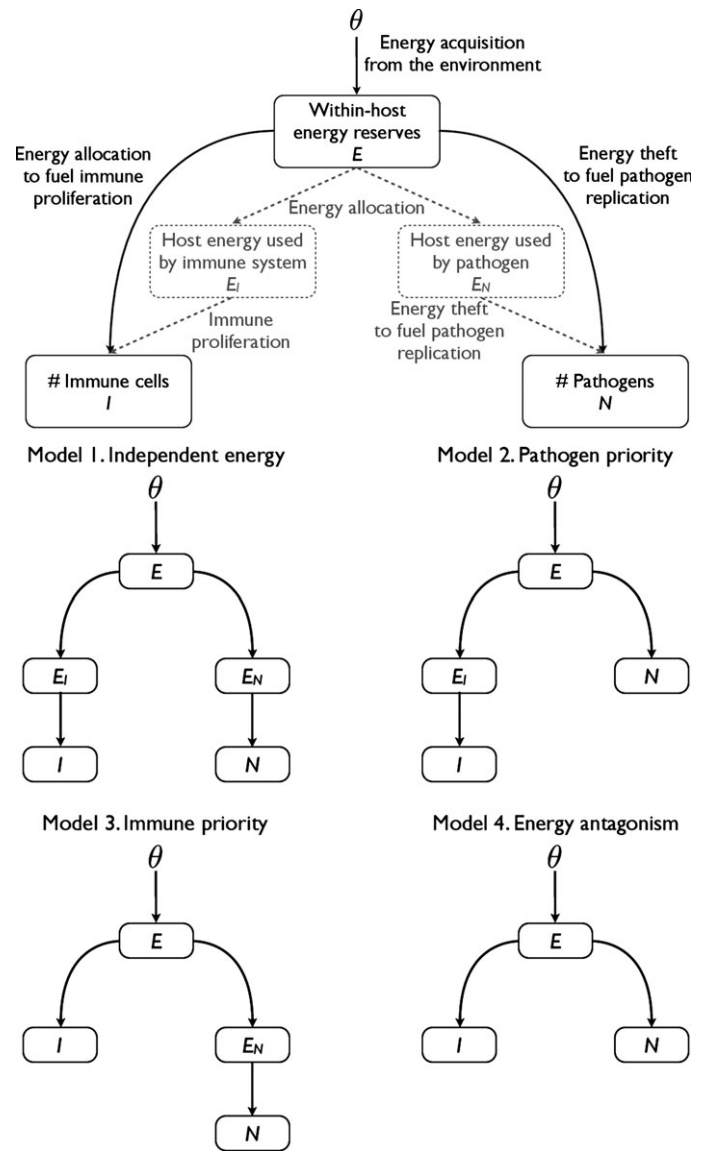 θ
Energy acquisition
from the environment
Within-host
energy reserves
E
Energy allocation
to fuel immune
proliferation
Energy theft
to fuel pathogen
replication
Energy allocation
Host energy used
by immune system
E_I
Host energy used
by pathogen
E_N
Immune
proliferation
Energy theft
to fuel pathogen
replication
# Immune cells
I
# Pathogens
N
Model 1. Independent energy
θ
E
E_I
E_N
I
N
Model 2. Pathogen priority
θ
E
E_I
N
I
Model 3. Immune priority
θ
E
I
E_N
N
Model 4. Energy antagonism
θ
E
I
N